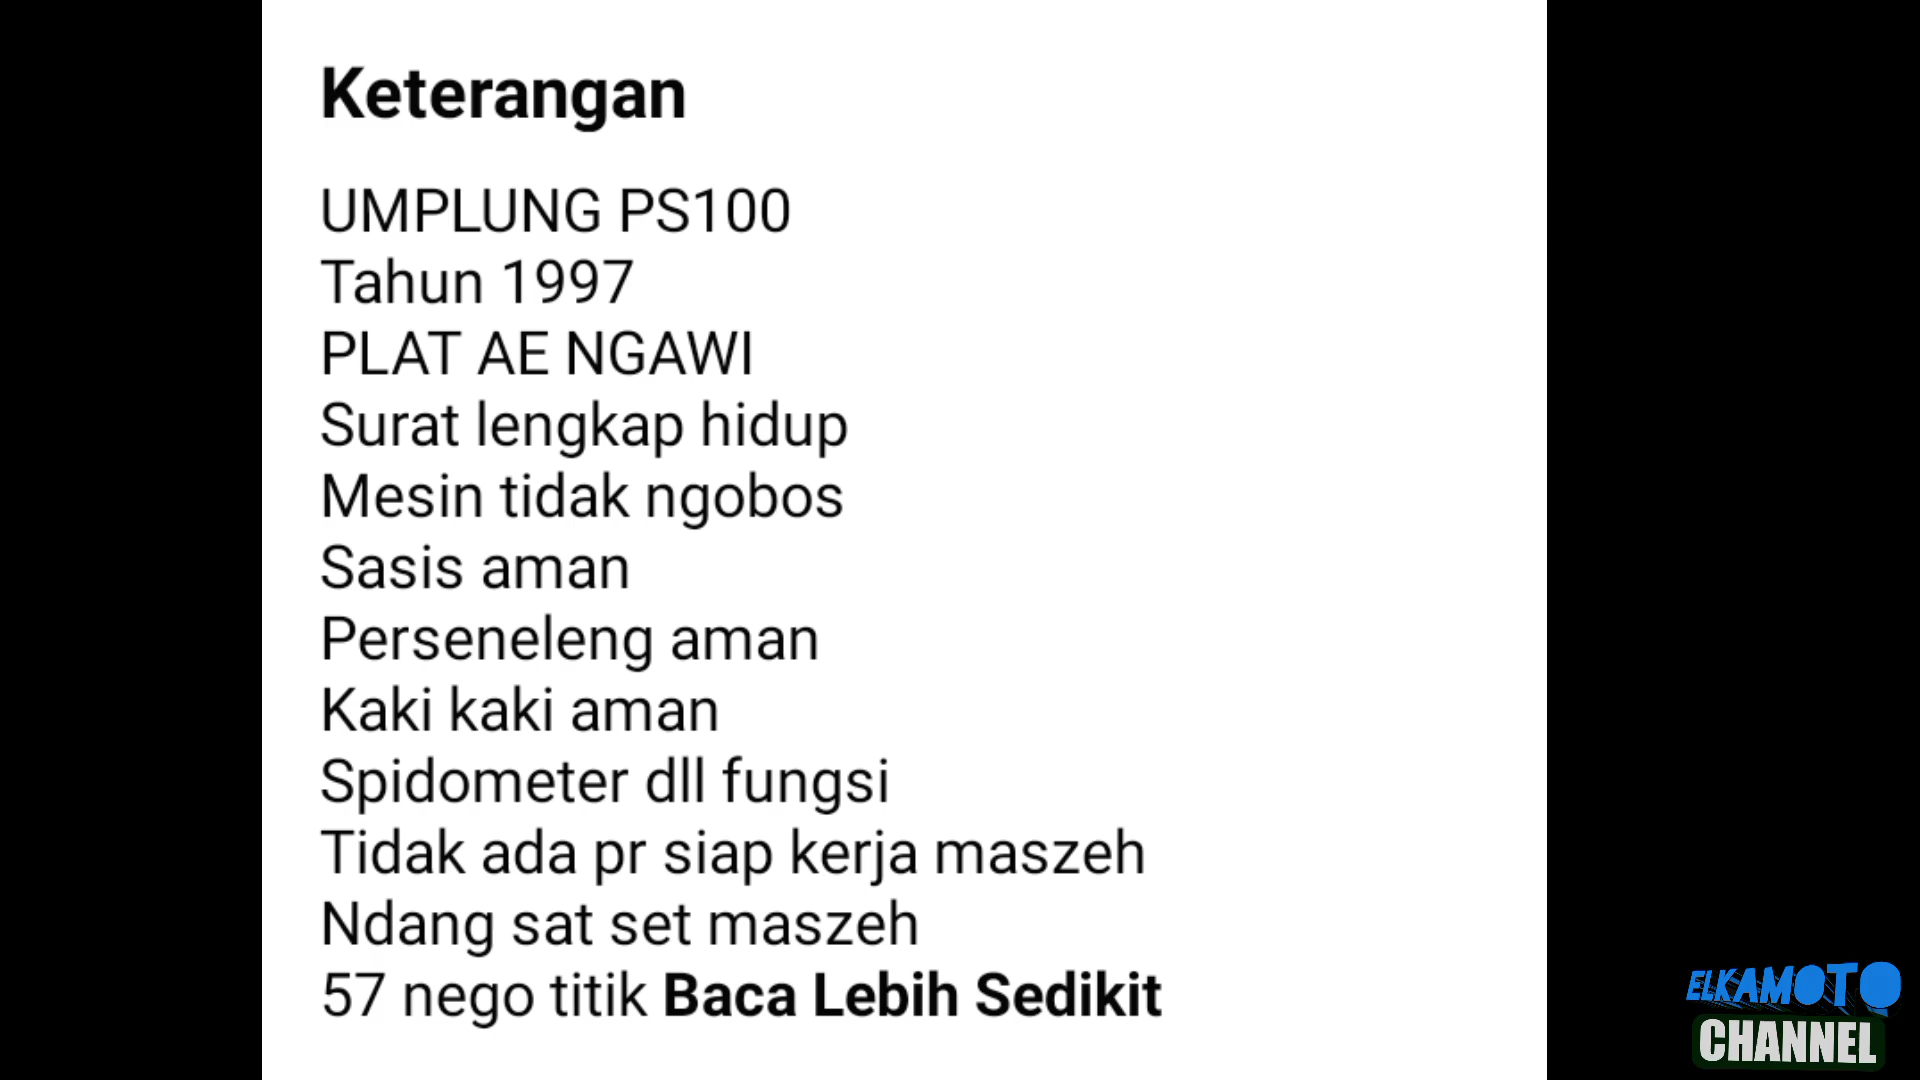 Keterangan
UMPLUNG PS100
Tahun 1997
PLAT AE NGAWI
Surat lengkap hidup
Mesin tidak ngobos
Sasis aman
Perseneleng aman
Kaki kaki aman
Spidometer dll fungsi
Tidak ada pr siap kerja maszeh
Ndang sat set maszeh
57 nego titik Baca Lebih Sedikit
ELKAMOTO
CHANNEL